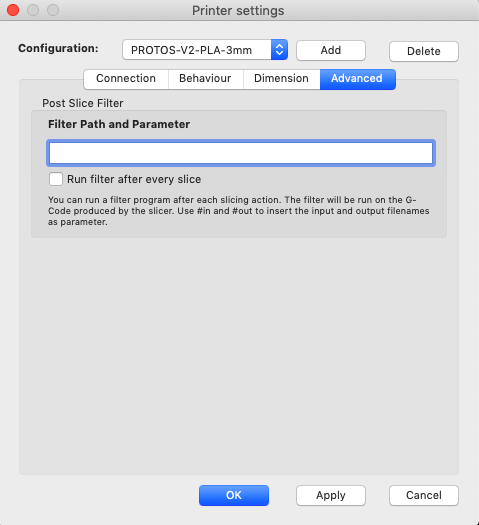 Printer settings
Configuration:
PROTOS-V2-PLA-3mm
Add
Delete
Connection
Behaviour
Dimension
Advanced
Post Slice Filter
Filter Path and Parameter
Run filter after every slice
You can run a filter program after each slicing action. The filter will be run on the G-
Code produced by the slicer. Use #in and #out to insert the input and output filenames
as parameter.
OK
Apply
Cancel